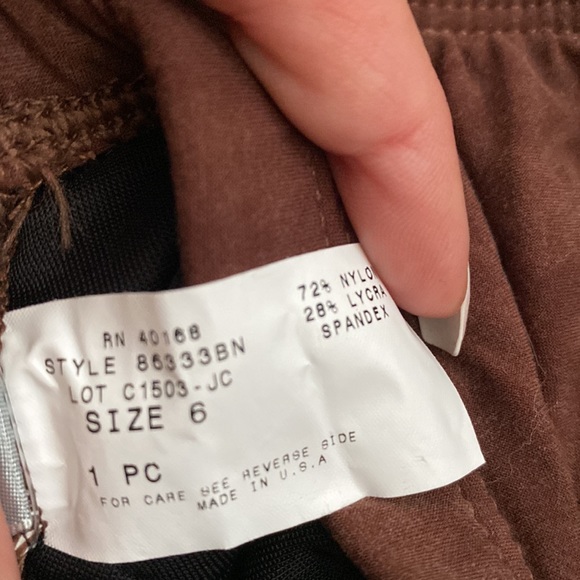 RN 40168
STYLE 86333BN
LOT C1503-JC
SIZE 6
1 PC
FOR CARE SEE REVERSE SIDE
MADE IN U.S.A
72% NYLO
28% LYCRA
SPANDEX